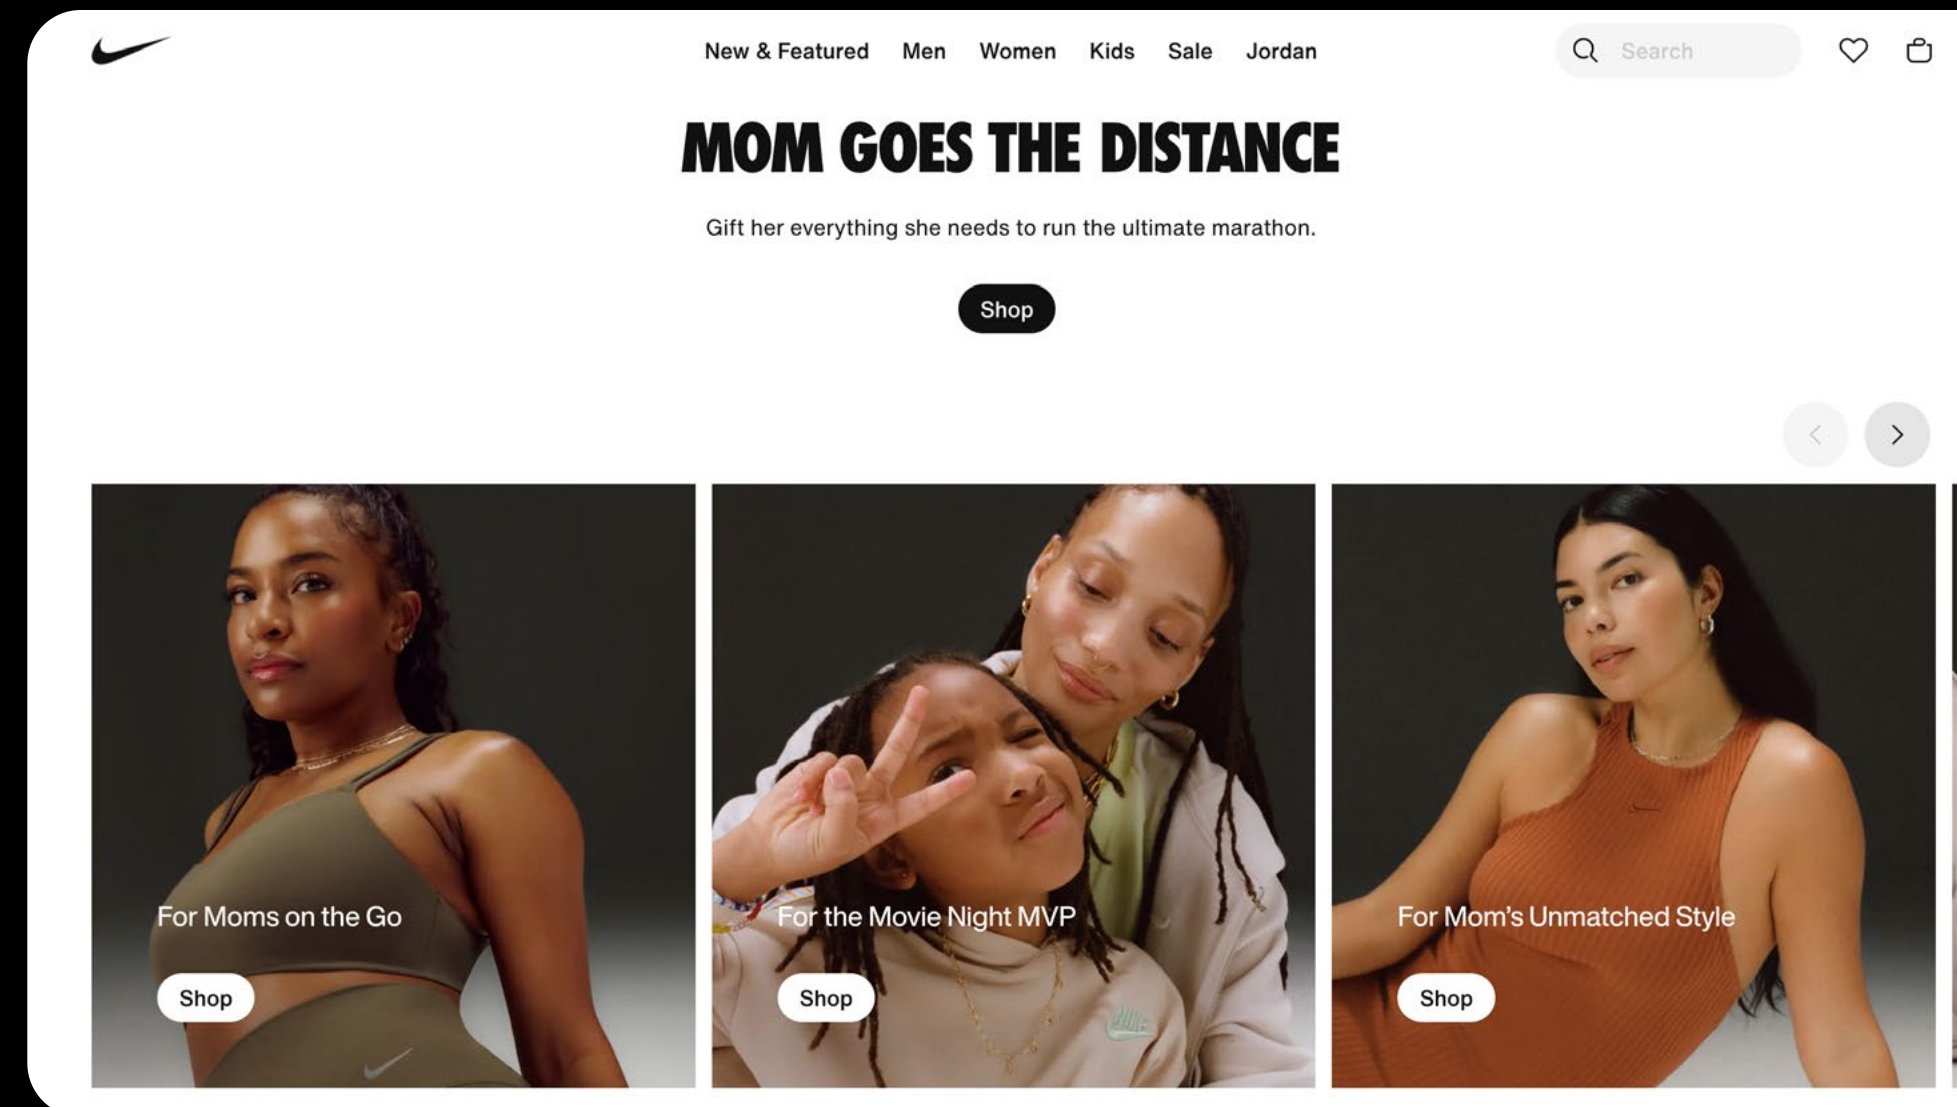 New & Featured Men Women Kids Sale Jordan Search
MOM GOES THE DISTANCE
Gift her everything she needs to run the ultimate marathon.
Shop
For Moms on the Go
Shop
For the Movie Night MVP
Shop
NIKE
For Mom’s Unmatched Style
Shop